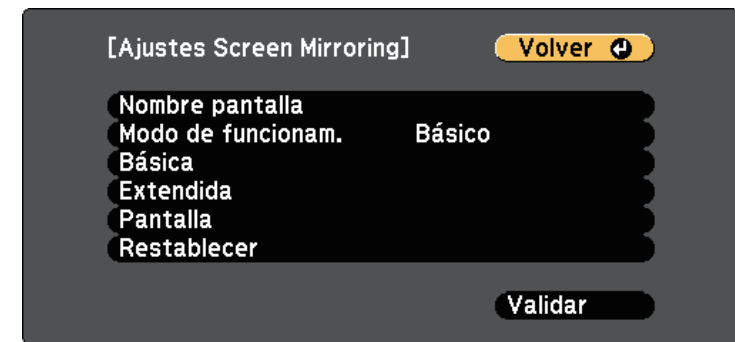 [Ajustes Screen Mirroring]
Volver
Nombre pantalla
Modo de funcionam. Básico
Básica
Extendida
Pantalla
Restablecer
Validar